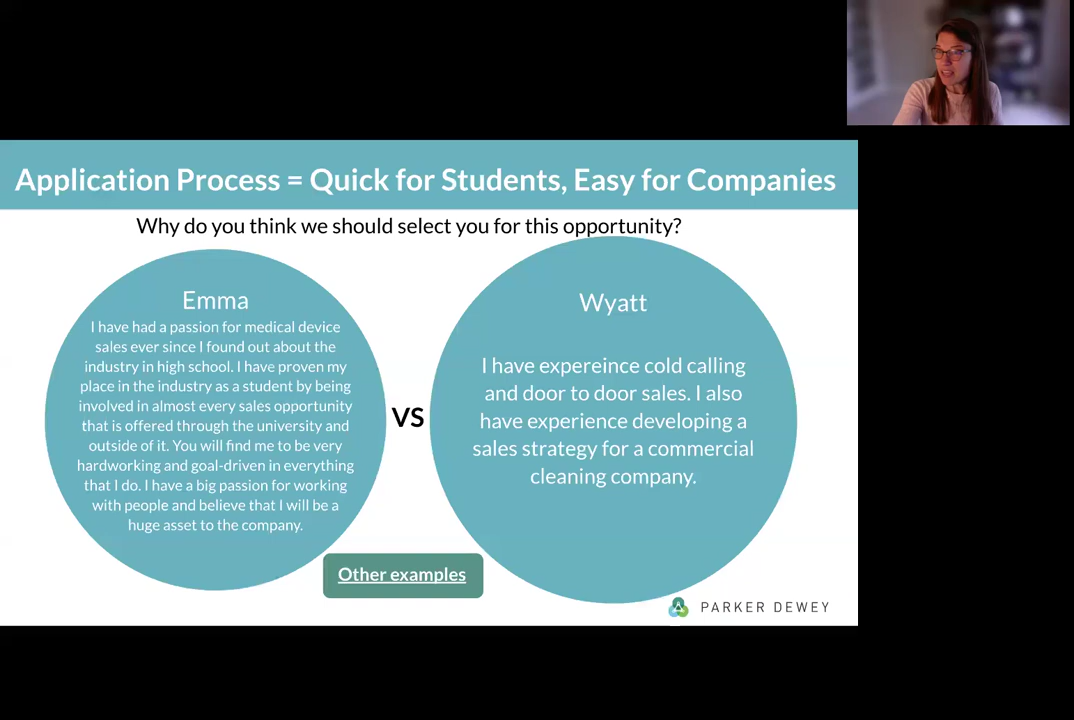 Application Process = Quick for Students, Easy for Companies
Why do you think we should select you for this opportunity?
Emma
I have had a passion for medical device
sales ever since I found out about the
industry in high school. I have proven my
place in the industry as a student by being
involved in almost every sales opportunity
that is offered through the university and
outside of it. You will find me to be very
hardworking and goal-driven in everything
that I do. I have a big passion for working
with people and believe that I will be a
huge asset to the company.
VS
Wyatt
I have expereince cold calling
and door to door sales. I also
have experience developing a
sales strategy for a commercial
cleaning company.
Other examples
PARKER DEWEY